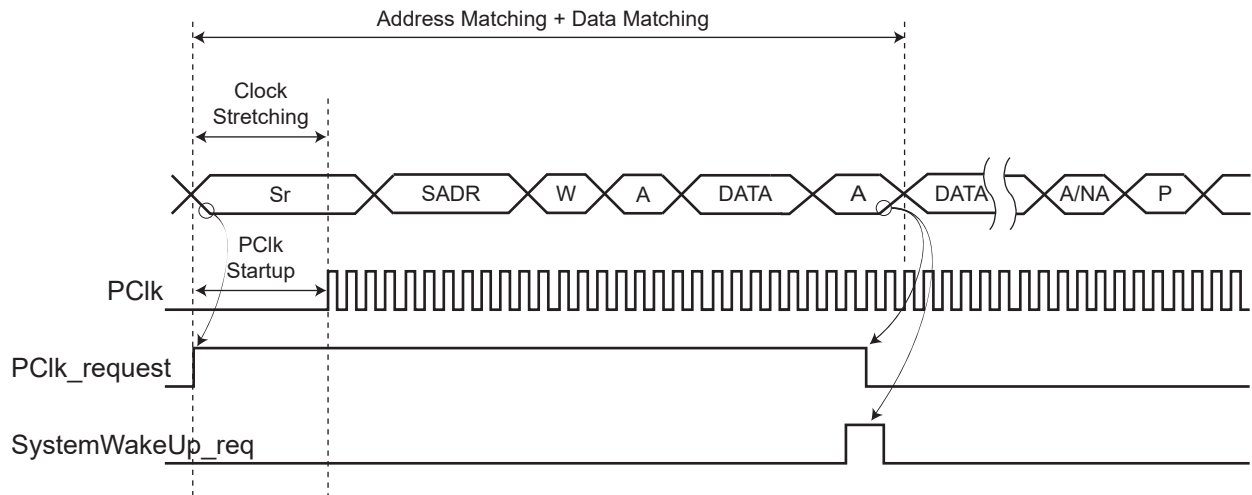 Address Matching + Data Matching
Clock
Stretching
Sr
SADR
W
A
DATA
A
DATA
A/NA
P
PClk
Startup
PClk
PClk_request
SystemWakeUp_req